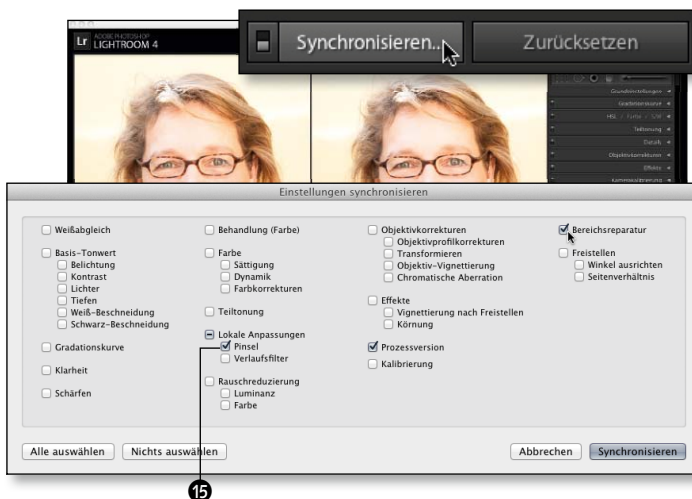 Lr ADOBE PHOTOSHOP
LIGHTROOM 4
Synchronisieren...
Zurücksetzen
Grundeinstellungen
Gradationskurve
HSL / Farbe / S/W
Teiltonung
Details
Objektivkorrekturen
Effekte
Kamerakalibrierung
Einstellungen synchronisieren
Weißabgleich
Basis-Tonwert
Belichtung
Kontrast
Lichter
Tiefen
Weiß-Beschneidung
Schwarz-Beschneidung
Gradationskurve
Klarheit
Schärfen
Behandlung (Farbe)
Farbe
Sättigung
Dynamik
Farbkorrekturen
Teiltonung
Lokale Anpassungen
Pinsel
Verlaufsfilter
Rauschreduzierung
Luminanz
Farbe
Objektivkorrekturen
Objektivprofilkorrekturen
Transformieren
Objektiv-Vignettierung
Chromatische Aberration
Effekte
Vignettierung nach Freistellen
Körnung
Prozessversion
Kalibrierung
Bereichsreparatur
Freistellen
Winkel ausrichten
Seitenverhältnis
Alle auswählen
Nichts auswählen
Abbrechen
Synchronisieren
15